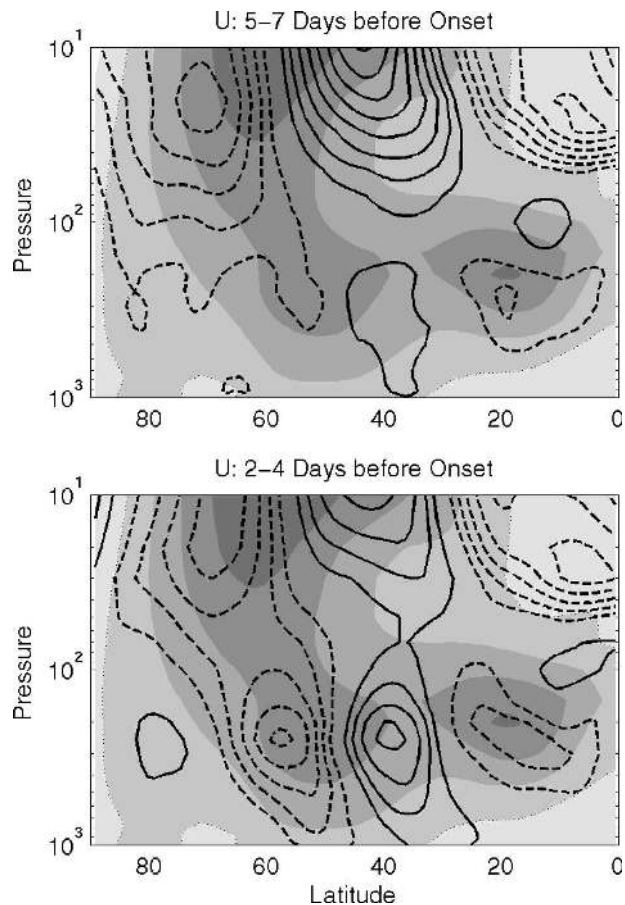 U: 5–7 Days before Onset
10¹
10²
10³
Pressure
80 60 40 20 0
U: 2–4 Days before Onset
10¹
10²
10³
Pressure
80 60 40 20 0
Latitude